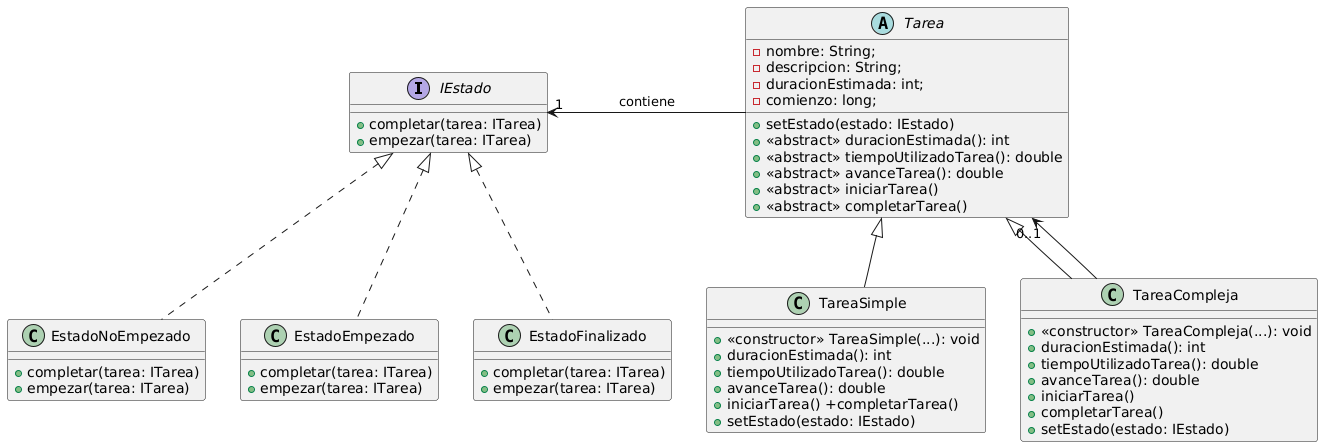 A Tarea
nombre: String;
descripcion: String;
duracionEstimada: int;
comienzo: long;
setEstado(estado: IEstado)
«abstract» duracionEstimada(): int
«abstract» tiempoUtilizadoTarea(): double
«abstract» avanceTarea(): double
«abstract» iniciarTarea()
«abstract» completarTarea()
I IEstado
completar(tarea: ITarea)
empezar(tarea: ITarea)
1
contiene
0..1
C EstadoNoEmpezado
completar(tarea: ITarea)
empezar(tarea: ITarea)
C EstadoEmpezado
completar(tarea: ITarea)
empezar(tarea: ITarea)
C EstadoFinalizado
completar(tarea: ITarea)
empezar(tarea: ITarea)
C TareaSimple
«constructor» TareaSimple(...): void
duracionEstimada(): int
tiempoUtilizadoTarea(): double
avanceTarea(): double
iniciarTarea() +completarTarea()
setEstado(estado: IEstado)
C TareaCompleja
«constructor» TareaCompleja(...): void
duracionEstimada(): int
tiempoUtilizadoTarea(): double
avanceTarea(): double
iniciarTarea()
completarTarea()
setEstado(estado: IEstado)